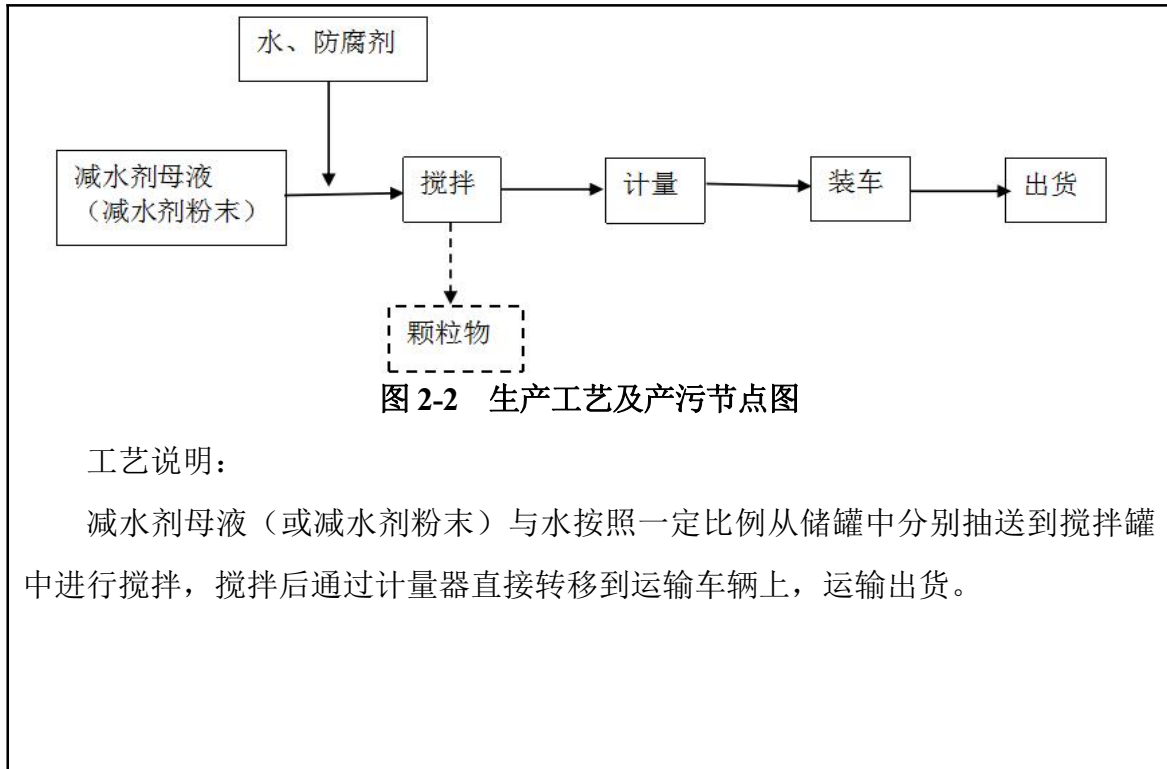 水、防腐剂
减水剂母液
（减水剂粉末）
搅拌
计量
装车
出货
颗粒物
图 2-2 生产工艺及产污节点图
工艺说明：
减水剂母液（或减水剂粉末）与水按照一定比例从储罐中分别抽送到搅拌罐
中进行搅拌，搅拌后通过计量器直接转移到运输车辆上，运输出货。